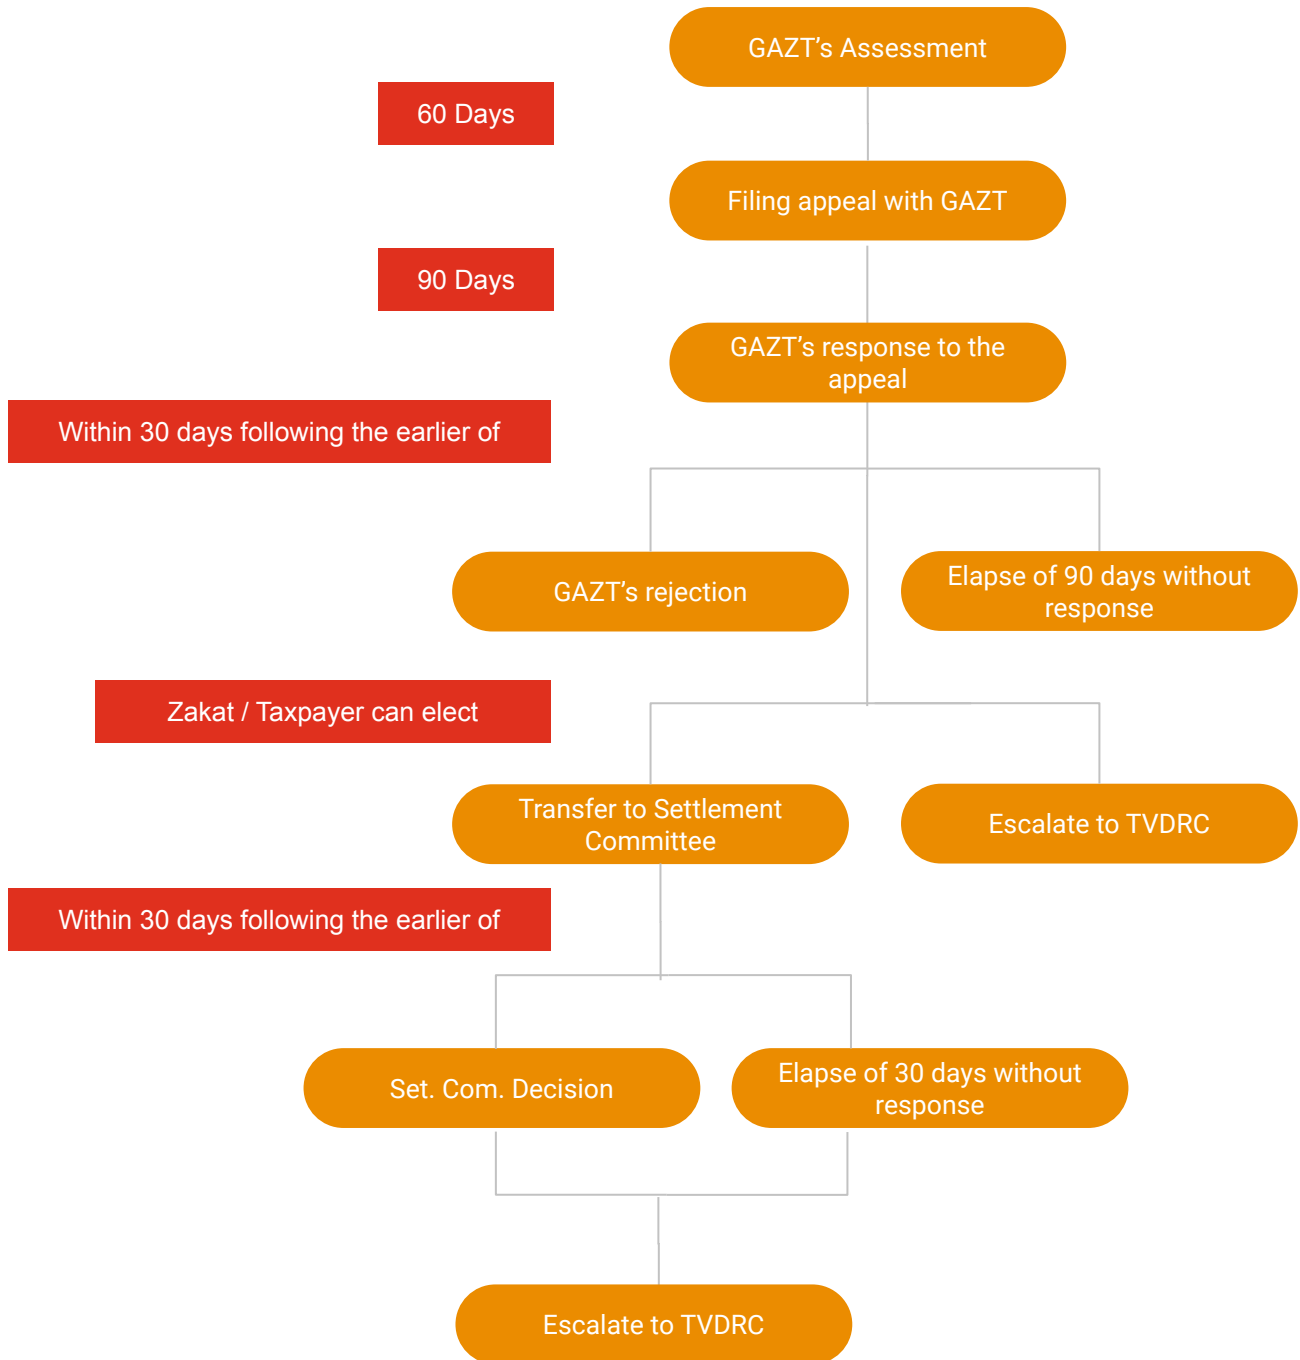 GAZT’s Assessment
60 Days
Filing appeal with GAZT
90 Days
GAZT’s response to the
appeal
Within 30 days following the earlier of
GAZT’s rejection
Elapse of 90 days without
response
Zakat / Taxpayer can elect
Transfer to Settlement
Committee
Escalate to TVDRC
Within 30 days following the earlier of
Set. Com. Decision
Elapse of 30 days without
response
Escalate to TVDRC